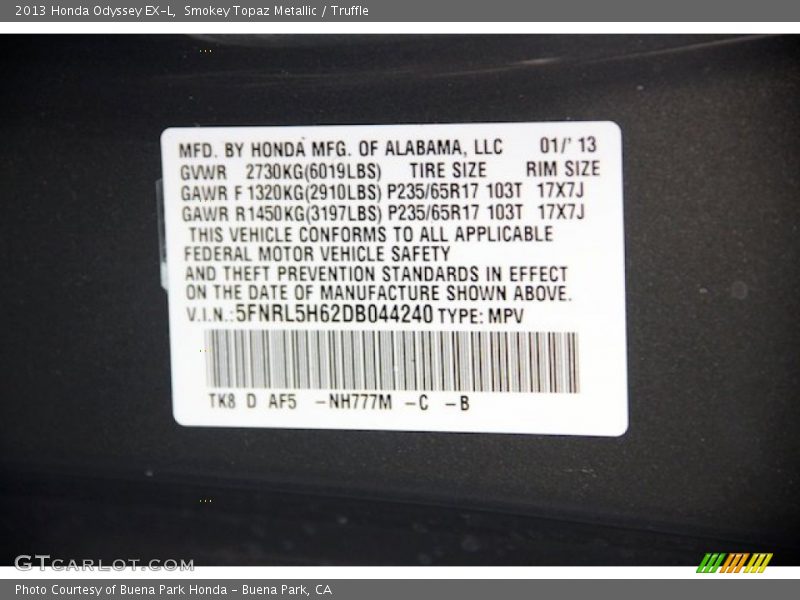 2013 Honda Odyssey EX-L, Smokey Topaz Metallic / Truffle
MFD. BY HONDA MFG. OF ALABAMA, LLC 01/' 13
GVWR 2730KG(6019LBS) TIRE SIZE RIM SIZE
GAWR F 1320KG(2910LBS) P235/65R17 103T 17X7J
GAWR R1450KG(3197LBS) P235/65R17 103T 17X7J
THIS VEHICLE CONFORMS TO ALL APPLICABLE
FEDERAL MOTOR VEHICLE SAFETY
AND THEFT PREVENTION STANDARDS IN EFFECT
ON THE DATE OF MANUFACTURE SHOWN ABOVE.
V.I.N.:5FNRL5H62DB044240 TYPE: MPV
TK8 D AF5 -NH777M -C -B
GTCARLOT.COM
Photo Courtesy of Buena Park Honda - Buena Park, CA